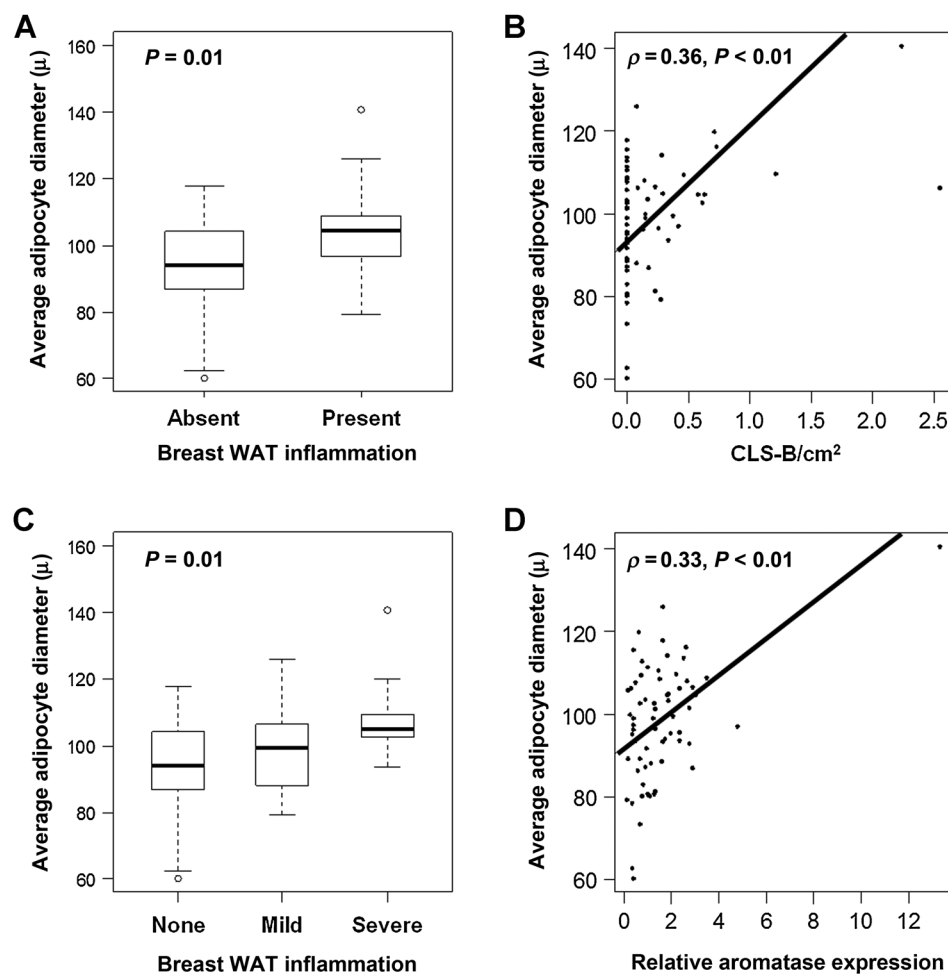 A
P = 0.01
Average adipocyte diameter (μ)
160
140
120
100
80
60
Absent
Present
Breast WAT inflammation
B
ρ = 0.36, P < 0.01
Average adipocyte diameter (μ)
140
120
100
80
60
0.0 0.5 1.0 1.5 2.0 2.5
CLS-B/cm²
C
P = 0.01
Average adipocyte diameter (μ)
160
140
120
100
80
60
None
Mild
Severe
Breast WAT inflammation
D
ρ = 0.33, P < 0.01
Average adipocyte diameter (μ)
140
120
100
80
60
0 2 4 6 8 10 12
Relative aromatase expression